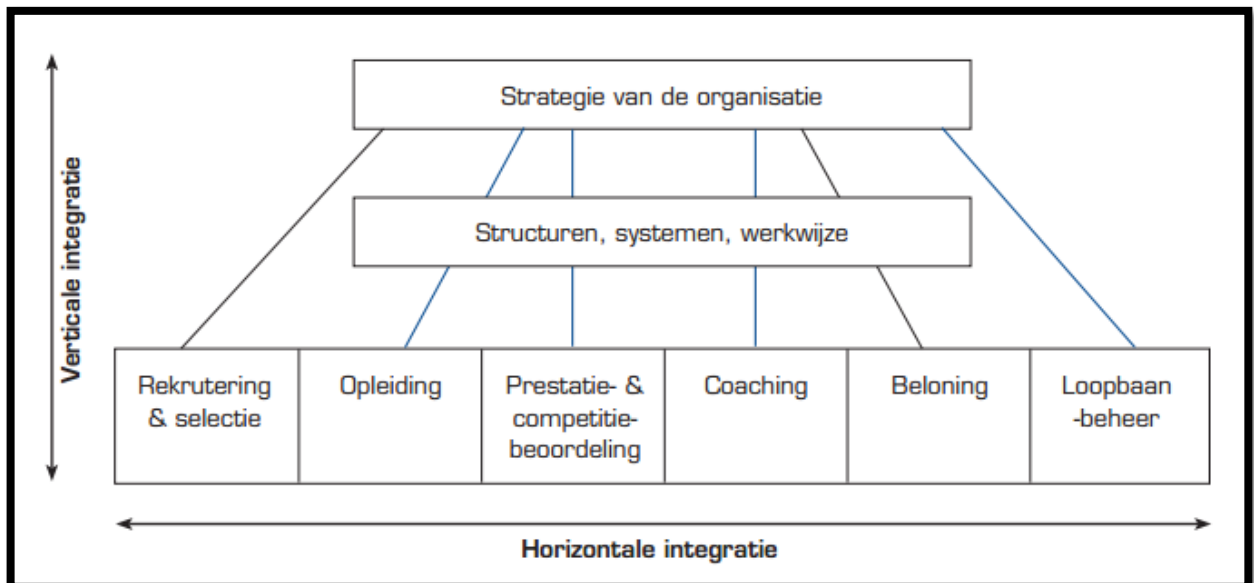 Strategie van de organisatie
Structuren, systemen, werkwijze
Verticale integratie
Rekrutering
& selectie
Opleiding
Prestatie- &
competitie-
beoordeling
Coaching
Beloning
Loopbaan
-beheer
Horizontale integratie